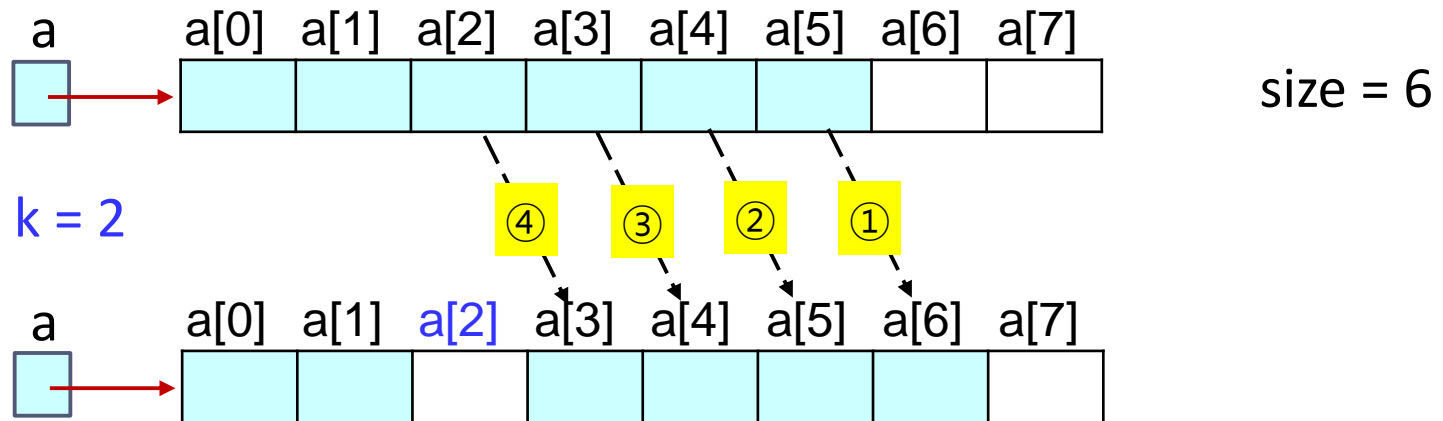 a a[0] a[1] a[2] a[3] a[4] a[5] a[6] a[7]
size = 6
k = 2 ④ ③ ② ①
a a[0] a[1] a[2] a[3] a[4] a[5] a[6] a[7]